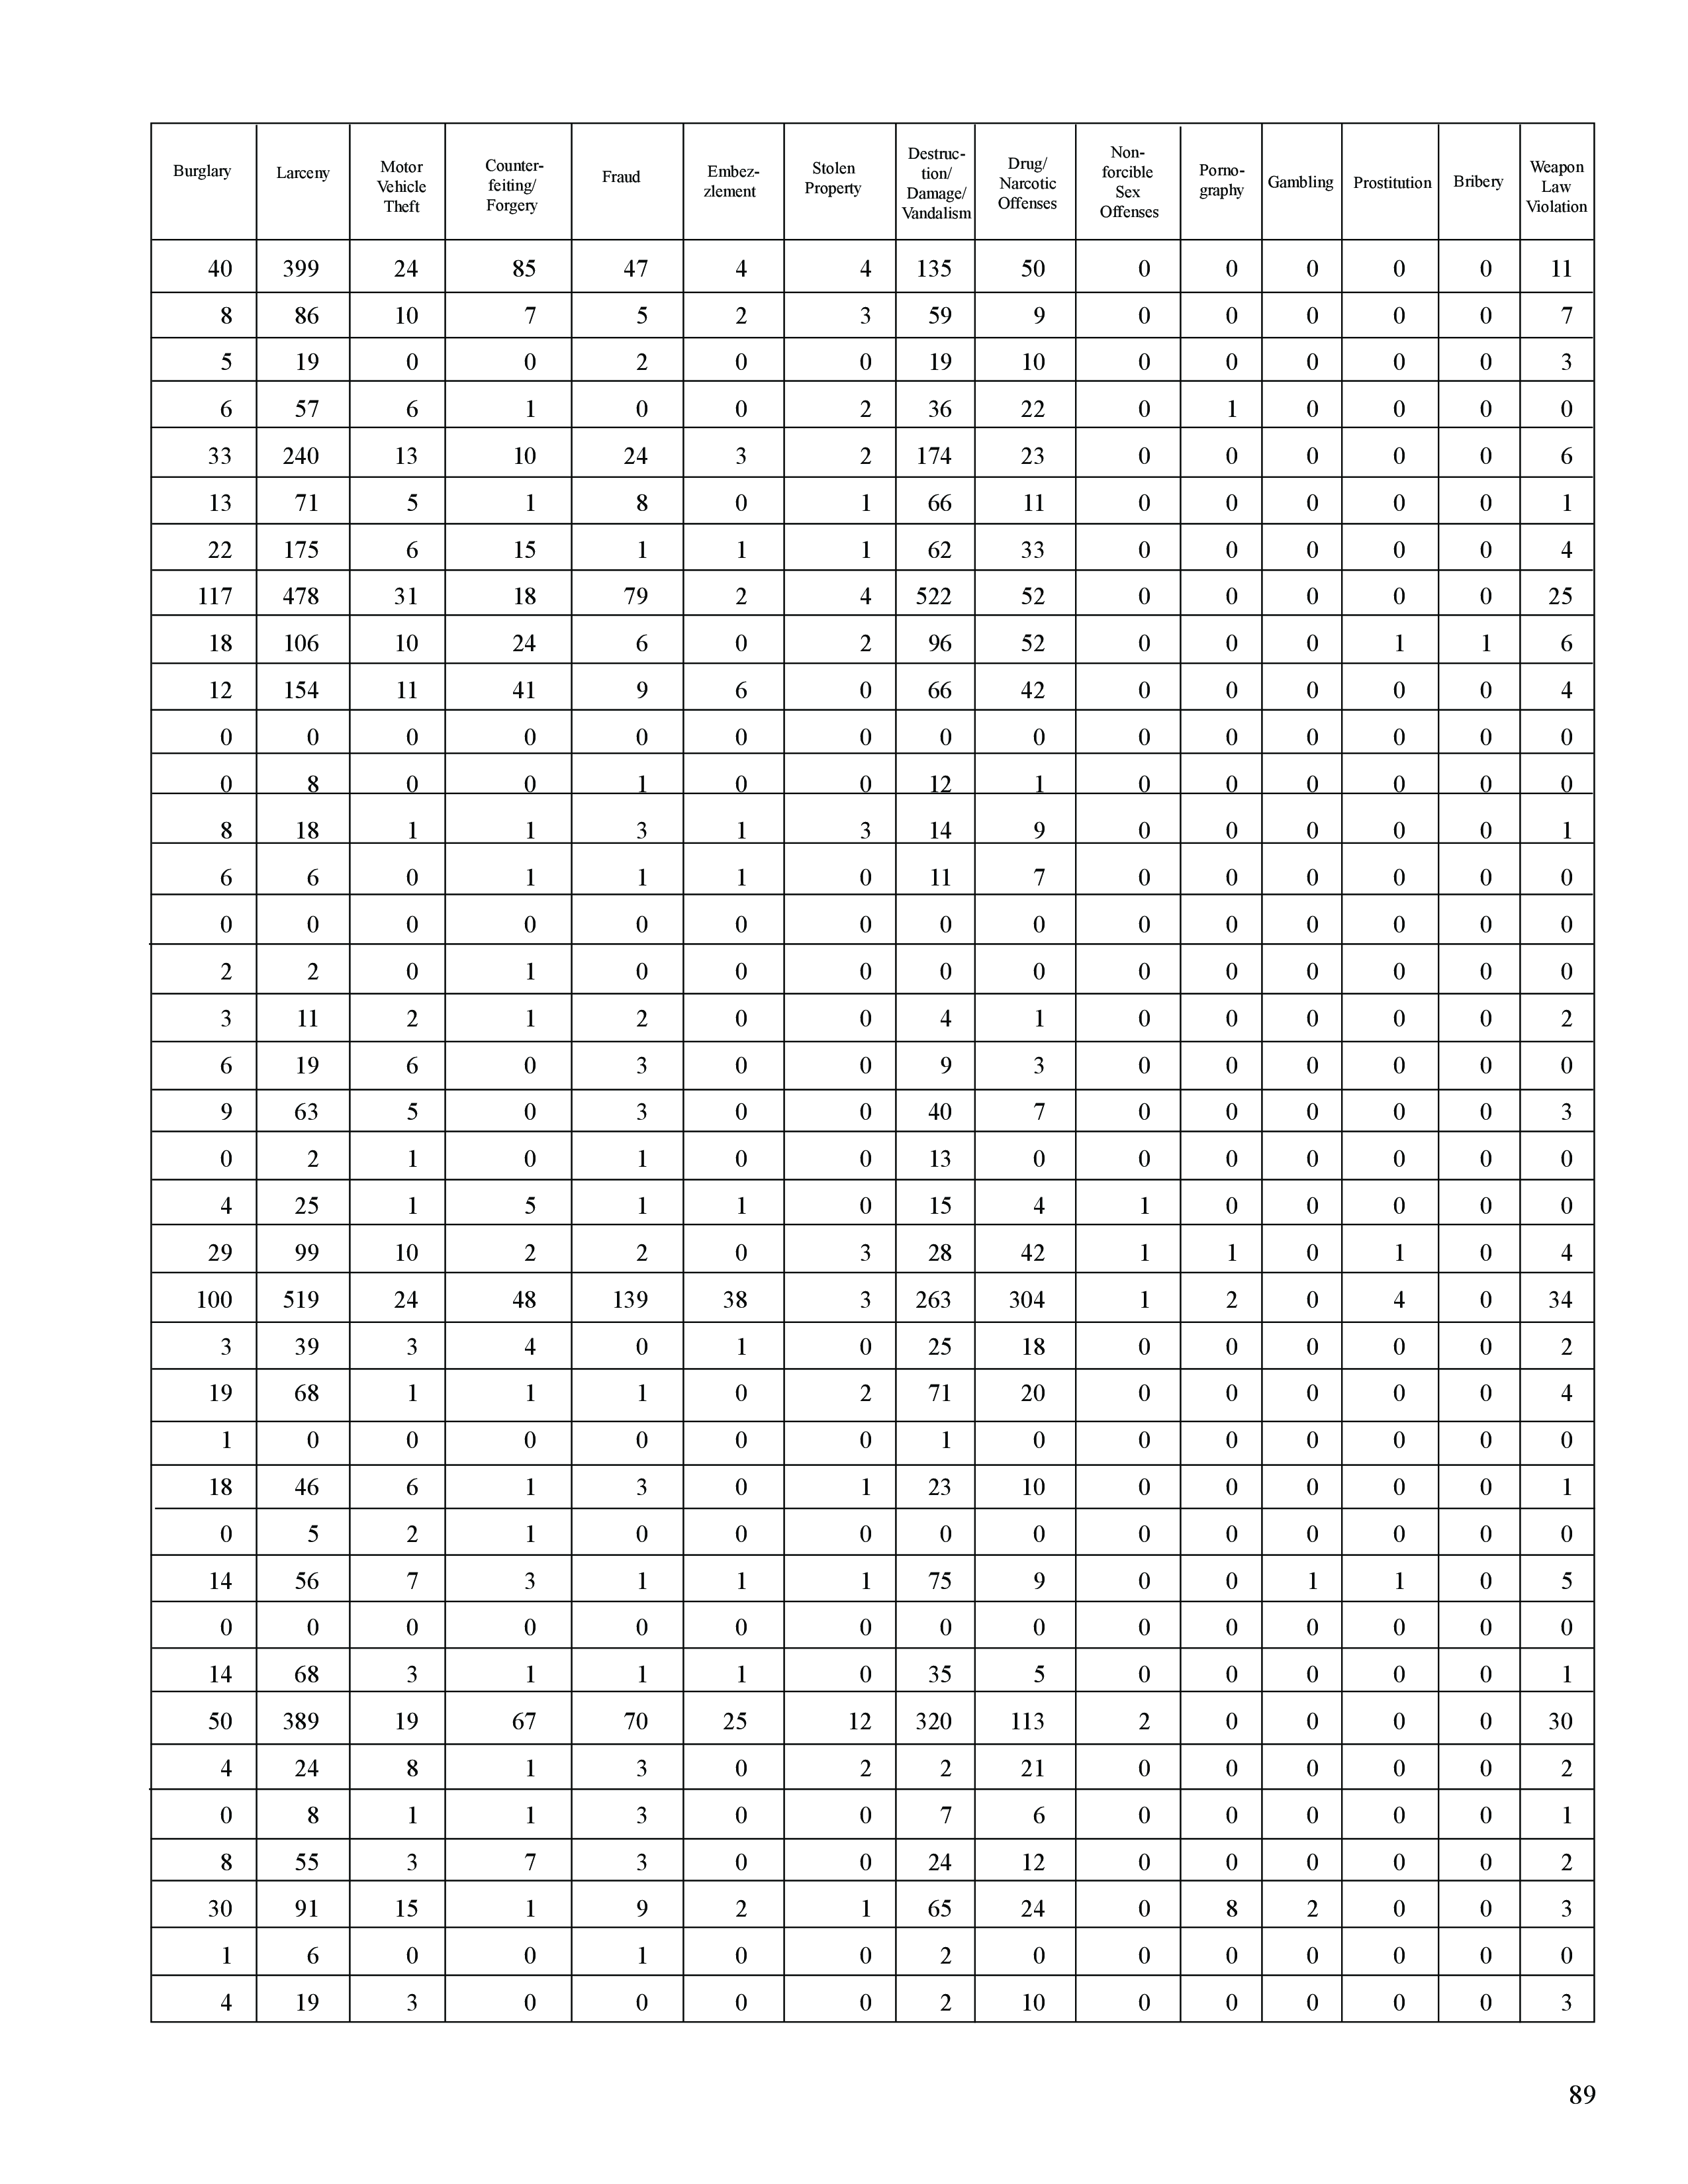 Burglary Larceny Motor Vehicle Theft Counter-feiting/ Forgery Fraud Embez-zlement Stolen Property Destruc-tion/ Damage/ Vandalism Drug/ Narcotic Offenses Non-forcible Sex Offenses Porno-graphy Gambling Prostitution Bribery Weapon Law Violation
40 399 24 85 47 4 4 135 50 0 0 0 0 0 11
8 86 10 7 5 2 3 59 9 0 0 0 0 0 7
5 19 0 0 2 0 0 19 10 0 0 0 0 0 3
6 57 6 1 0 0 2 36 22 0 1 0 0 0 0
33 240 13 10 24 3 2 174 23 0 0 0 0 0 6
13 71 5 1 8 0 1 66 11 0 0 0 0 0 1
22 175 6 15 1 1 1 62 33 0 0 0 0 0 4
117 478 31 18 79 2 4 522 52 0 0 0 0 0 25
18 106 10 24 6 0 2 96 52 0 0 0 1 1 6
12 154 11 41 9 6 0 66 42 0 0 0 0 0 4
0 0 0 0 0 0 0 0 0 0 0 0 0 0 0
0 8 0 0 1 0 0 12 1 0 0 0 0 0 0
8 18 1 1 3 1 3 14 9 0 0 0 0 0 1
6 6 0 1 1 1 0 11 7 0 0 0 0 0 0
0 0 0 0 0 0 0 0 0 0 0 0 0 0 0
2 2 0 1 0 0 0 0 0 0 0 0 0 0 0
3 11 2 1 2 0 0 4 1 0 0 0 0 0 2
6 19 6 0 3 0 0 9 3 0 0 0 0 0 0
9 63 5 0 3 0 0 40 7 0 0 0 0 0 3
0 2 1 0 1 0 0 13 0 0 0 0 0 0 0
4 25 1 5 1 1 0 15 4 1 0 0 0 0 0
29 99 10 2 2 0 3 28 42 1 1 0 1 0 4
100 519 24 48 139 38 3 263 304 1 2 0 4 0 34
3 39 3 4 0 1 0 25 18 0 0 0 0 0 2
19 68 1 1 1 0 2 71 20 0 0 0 0 0 4
1 0 0 0 0 0 0 1 0 0 0 0 0 0 0
18 46 6 1 3 0 1 23 10 0 0 0 0 0 1
0 5 2 1 0 0 0 0 0 0 0 0 0 0 0
14 56 7 3 1 1 1 75 9 0 0 1 1 0 5
0 0 0 0 0 0 0 0 0 0 0 0 0 0 0
14 68 3 1 1 1 0 35 5 0 0 0 0 0 1
50 389 19 67 70 25 12 320 113 2 0 0 0 0 30
4 24 8 1 3 0 2 2 21 0 0 0 0 0 2
0 8 1 1 3 0 0 7 6 0 0 0 0 0 1
8 55 3 7 3 0 0 24 12 0 0 0 0 0 2
30 91 15 1 9 2 1 65 24 0 8 2 0 0 3
1 6 0 0 1 0 0 2 0 0 0 0 0 0 0
4 19 3 0 0 0 0 2 10 0 0 0 0 0 3
89